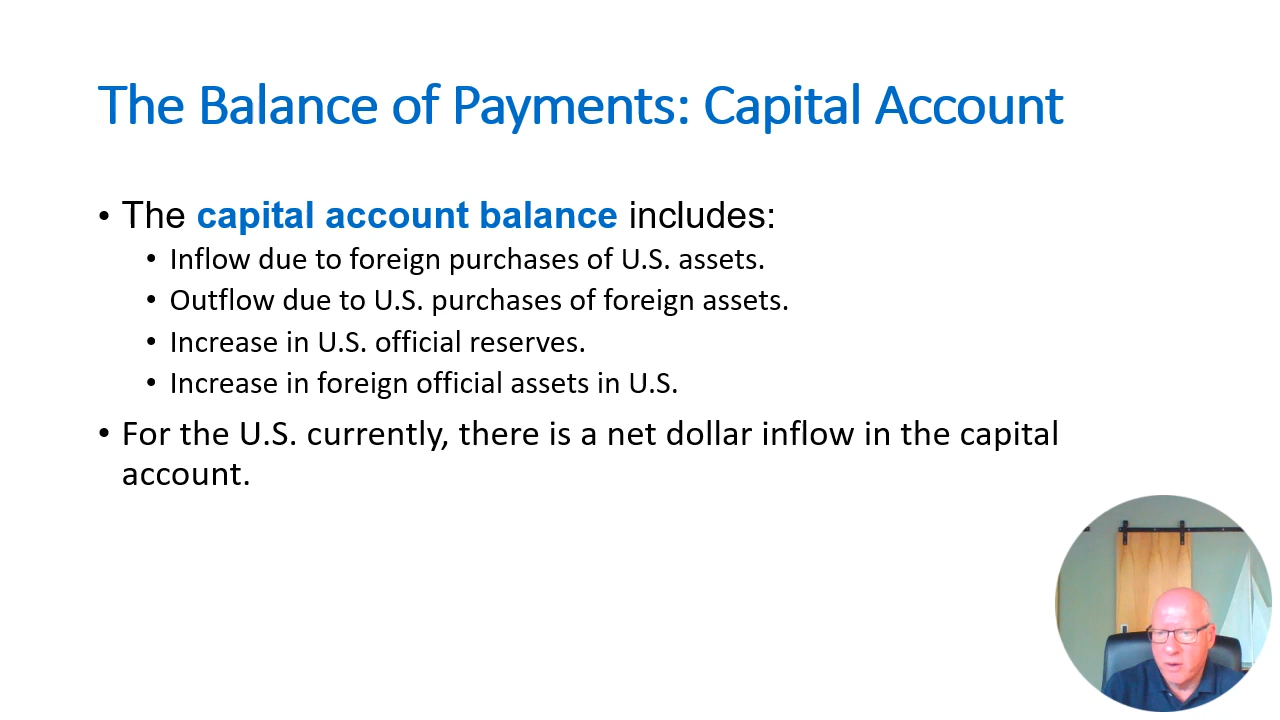 The Balance of Payments: Capital Account
• The capital account balance includes:
• Inflow due to foreign purchases of U.S. assets.
• Outflow due to U.S. purchases of foreign assets.
• Increase in U.S. official reserves.
• Increase in foreign official assets in U.S.
• For the U.S. currently, there is a net dollar inflow in the capital
account.